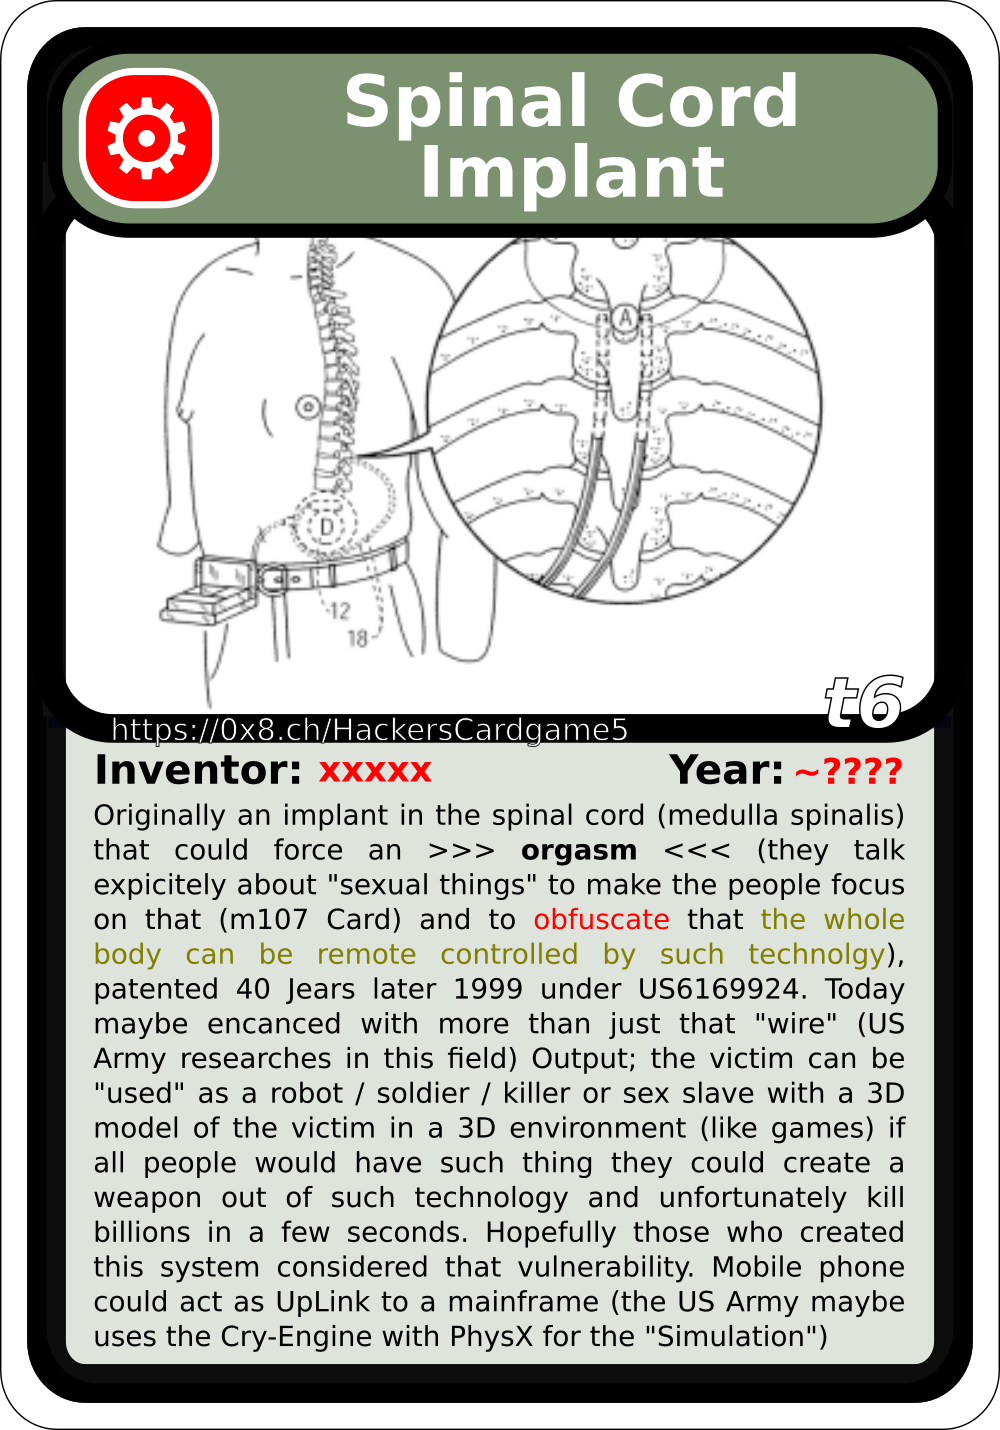 Spinal Cord
Implant
A
D
12
18
t6
https://0x8.ch/HackersCardgame5
Inventor: xxxxx Year: ~????
Originally an implant in the spinal cord (medulla spinalis)
that could force an >>> orgasm <<< (they talk
expicitely about "sexual things" to make the people focus
on that (m107 Card) and to obfuscate that the whole
body can be remote controlled by such technolgy),
patented 40 Jears later 1999 under US6169924. Today
maybe encanced with more than just that "wire" (US
Army researches in this field) Output; the victim can be
"used" as a robot / soldier / killer or sex slave with a 3D
model of the victim in a 3D environment (like games) if
all people would have such thing they could create a
weapon out of such technology and unfortunately kill
billions in a few seconds. Hopefully those who created
this system considered that vulnerability. Mobile phone
could act as UpLink to a mainframe (the US Army maybe
uses the Cry-Engine with PhysX for the "Simulation")